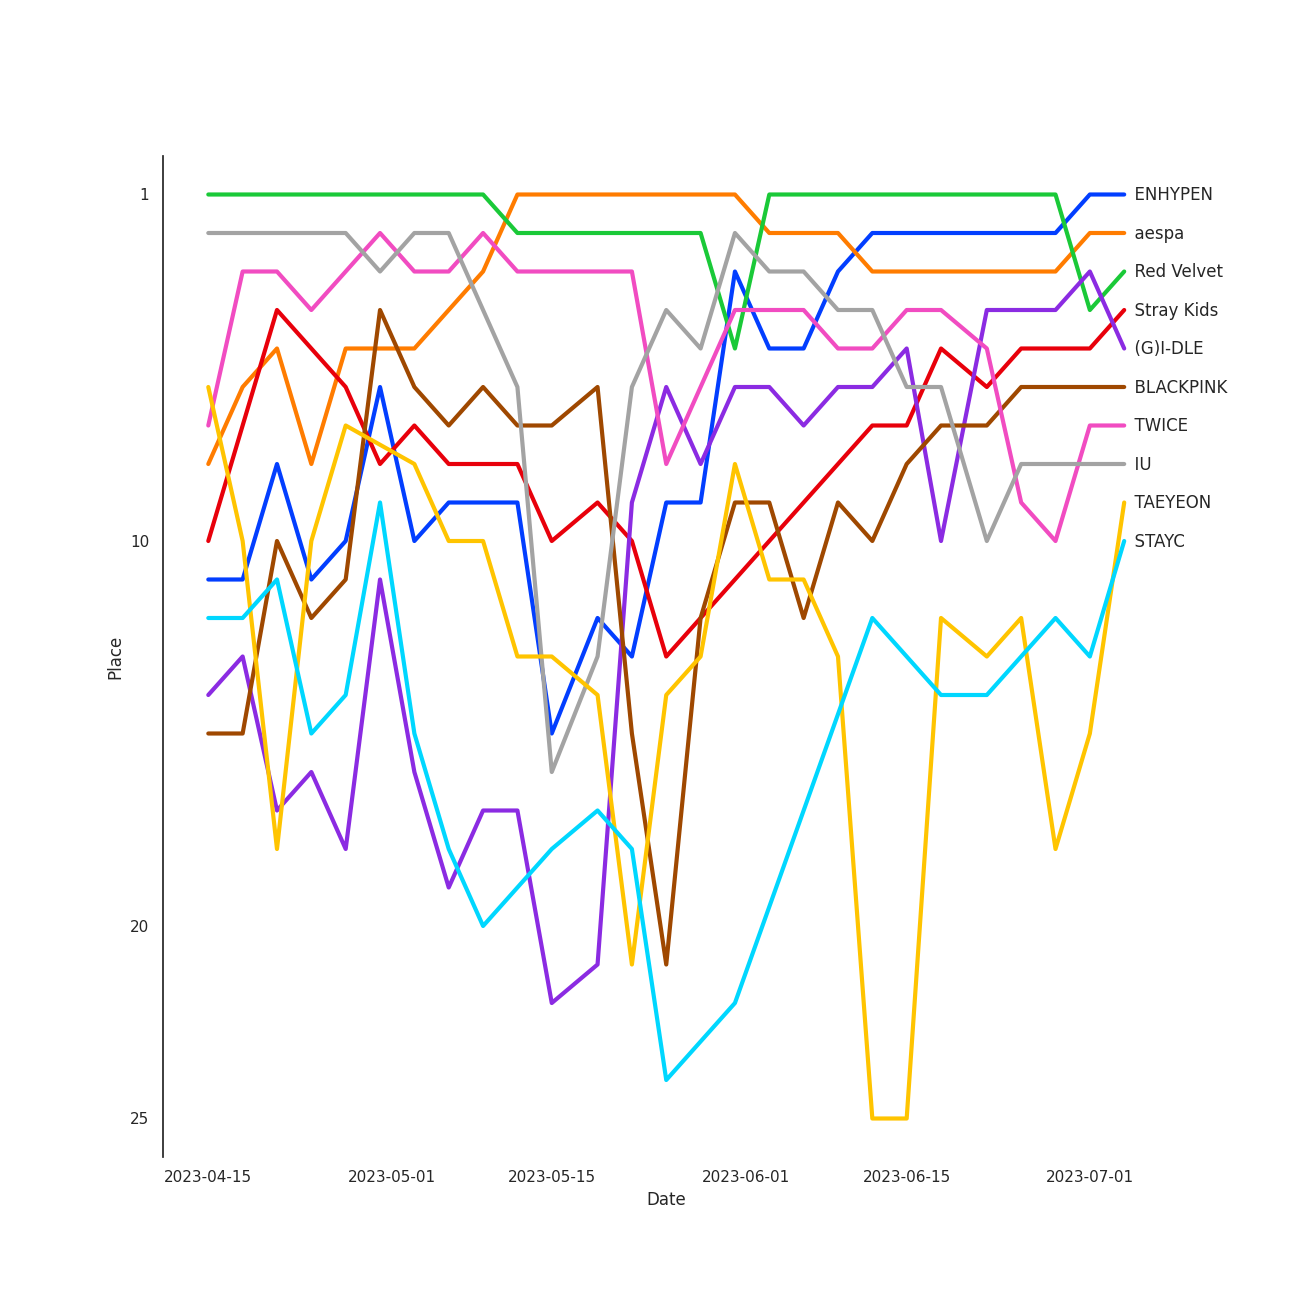 1
10
20
25
Place
2023-04-15
2023-05-01
2023-05-15
2023-06-01
2023-06-15
2023-07-01
Date
ENHYPEN
aespa
Red Velvet
Stray Kids
(G)I-DLE
BLACKPINK
TWICE
IU
TAEYEON
STAYC